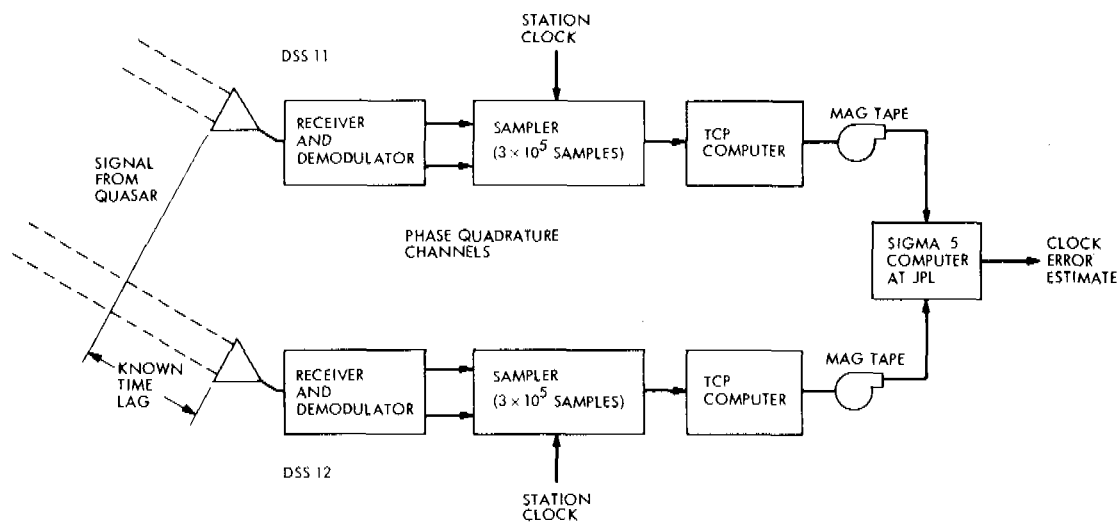 STATION
CLOCK
DSS 11
RECEIVER
AND
DEMODULATOR
SAMPLER
(3 × 10⁵ SAMPLES)
TCP
COMPUTER
MAG TAPE
SIGNAL
FROM
QUASAR
PHASE QUADRATURE
CHANNELS
SIGMA 5
COMPUTER
AT JPL
CLOCK
ERROR
ESTIMATE
KNOWN
TIME
LAG
RECEIVER
AND
DEMODULATOR
SAMPLER
(3 × 10⁵ SAMPLES)
TCP
COMPUTER
MAG TAPE
DSS 12
STATION
CLOCK